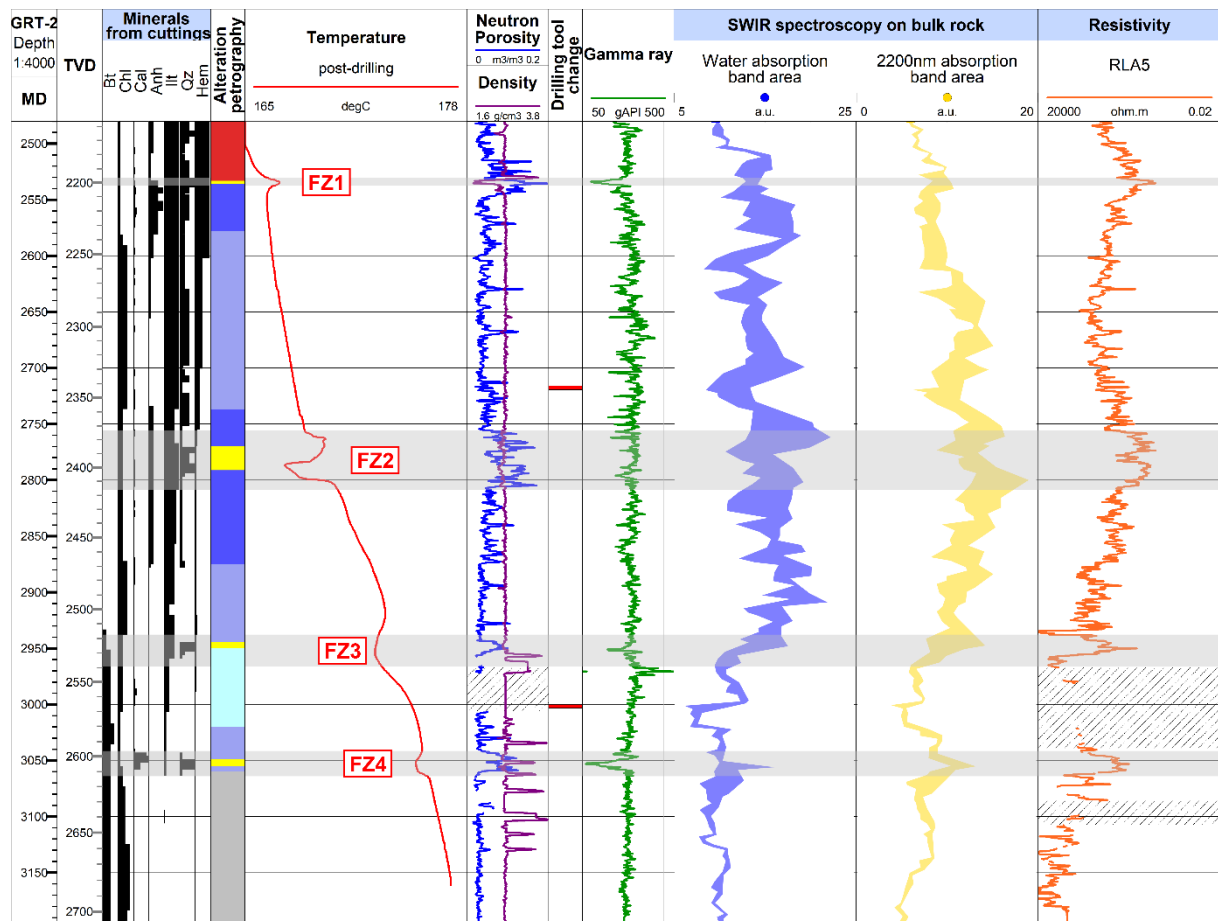 GRT-2
Depth
1:4000
MD
TVD
Minerals
from cuttings
Bt
Chl
Cal
Anh
Illt
Qz
Hem
Alteration
petrography
Temperature
post-drilling
165 degC 178
Neutron
Porosity
0 m3/m3 0.2
Density
1.6 g/cm3 3.8
Drilling tool
change
Gamma ray
50 gAPI 500
SWIR spectroscopy on bulk rock
Water absorption
band area
5 a.u. 25
2200nm absorption
band area
0 a.u. 20
Resistivity
RLA5
20000 ohm.m 0.02
2500
2550
2600
2650
2700
2750
2800
2850
2900
2950
3000
3050
3100
3150
2200
2250
2300
2350
2400
2450
2500
2550
2600
2650
2700
FZ1
FZ2
FZ3
FZ4